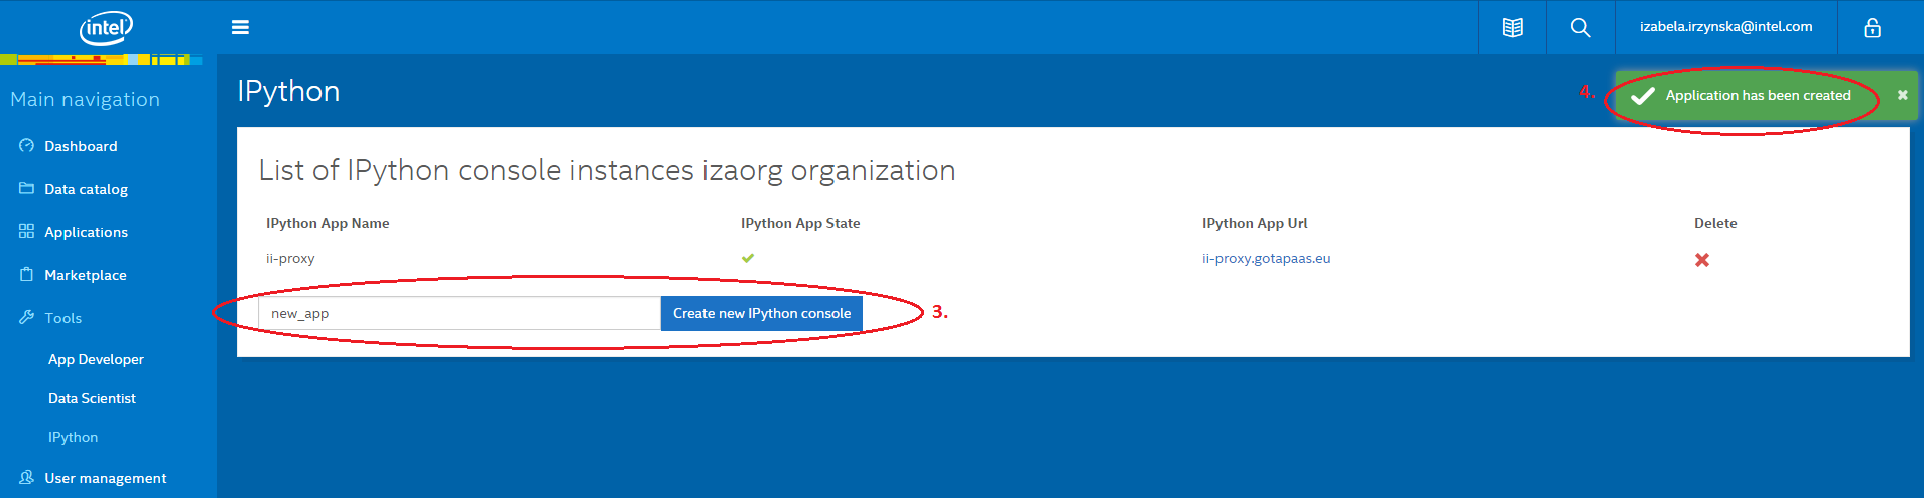 intel
izabela.irzynska@intel.com
Main navigation
Dashboard
Data catalog
Applications
Marketplace
Tools
App Developer
Data Scientist
IPython
User management
IPython
4.
Application has been created
List of IPython console instances izaorg organization
IPython App Name IPython App State IPython App Url Delete
ii-proxy ii-proxy.gotapaas.eu
new_app Create new IPython console 3.